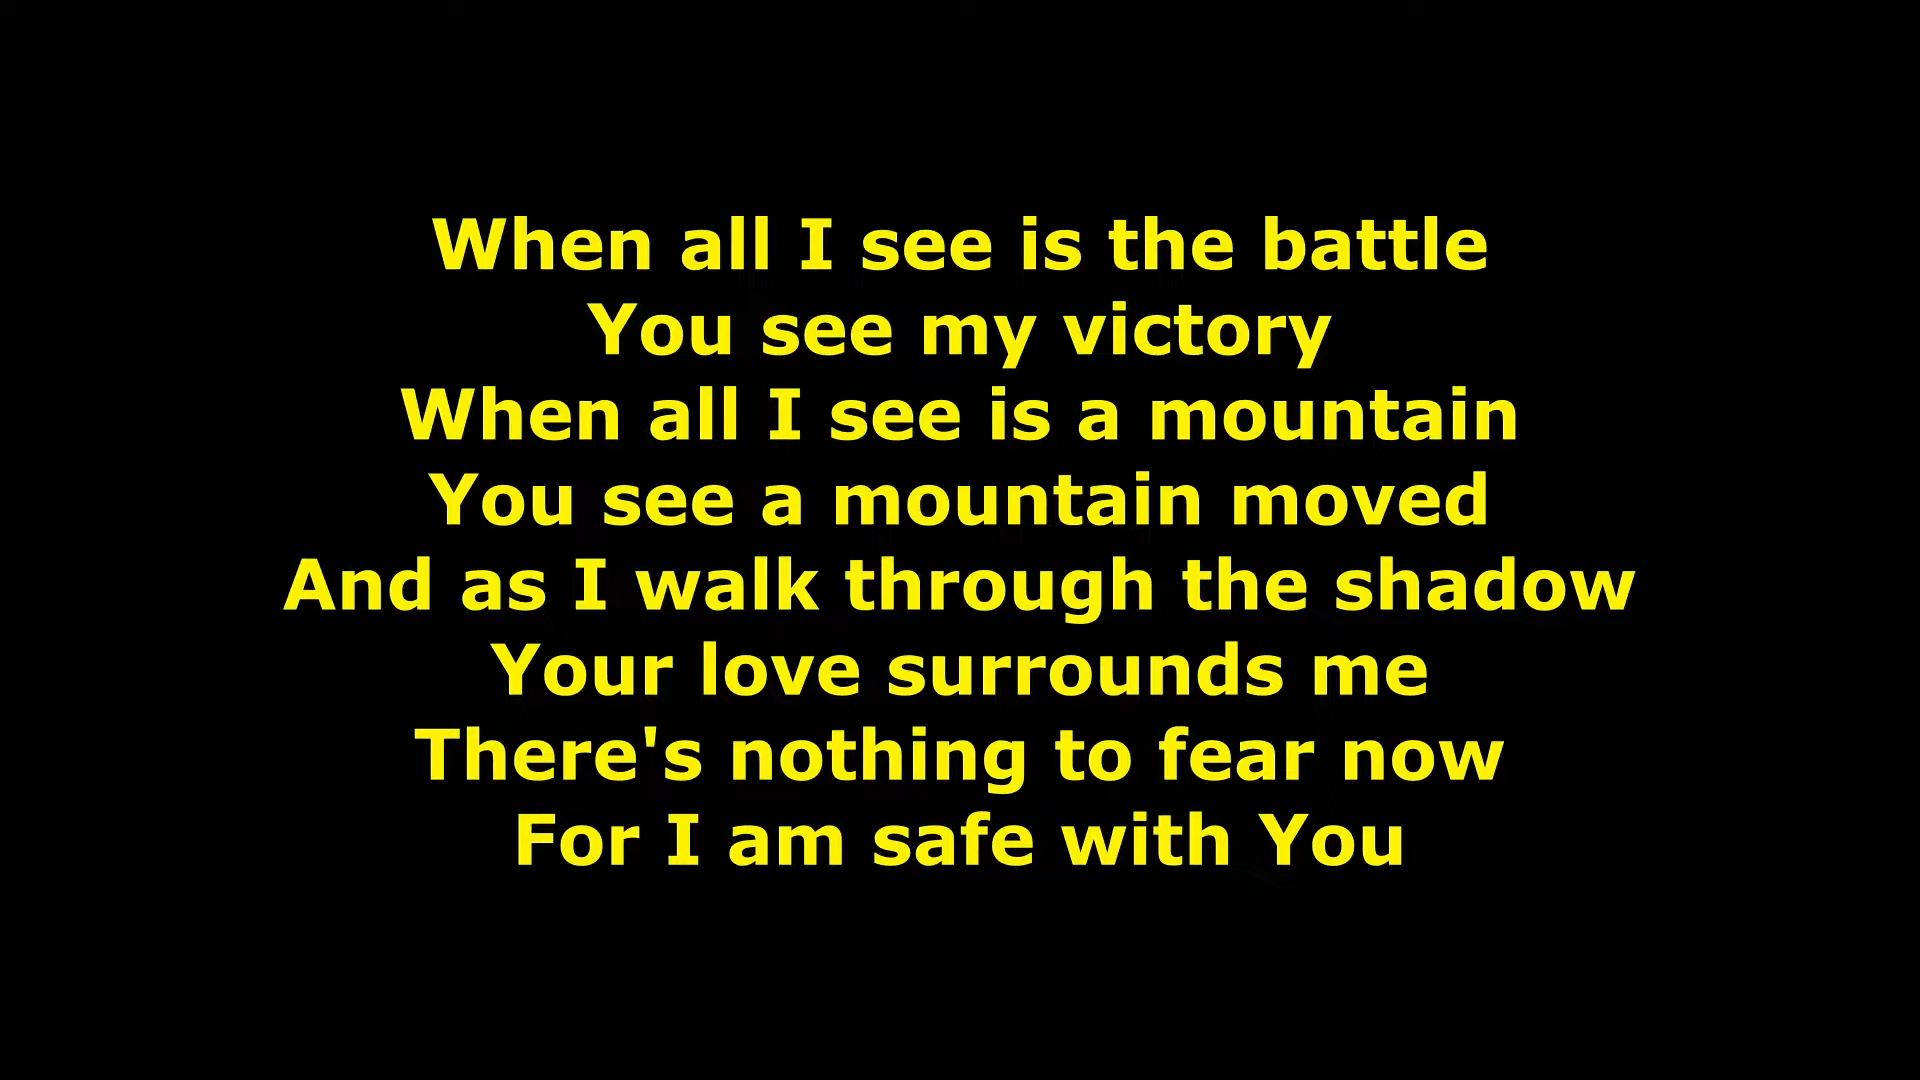 When all I see is the battle
You see my victory
When all I see is a mountain
You see a mountain moved
And as I walk through the shadow
Your love surrounds me
There's nothing to fear now
For I am safe with You